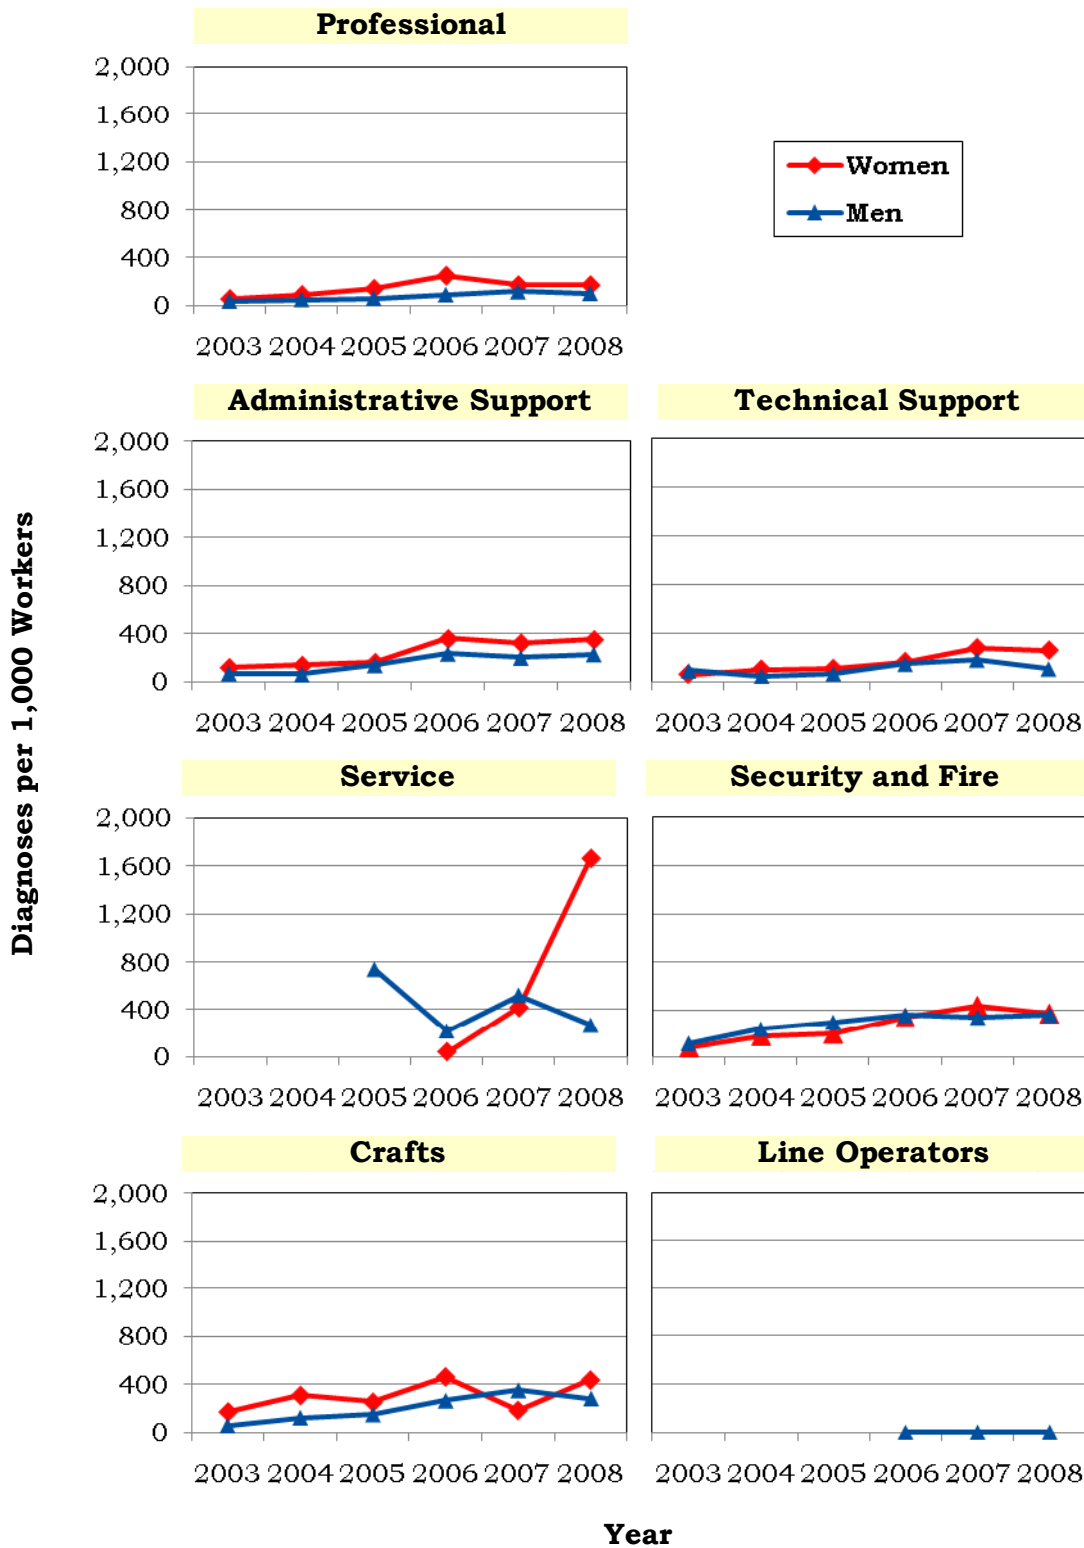 Professional
2,000
1,600
1,200
800
400
0
2003 2004 2005 2006 2007 2008
Women
Men
Administrative Support
2,000
1,600
1,200
800
400
0
2003 2004 2005 2006 2007 2008
Technical Support
2003 2004 2005 2006 2007 2008
Diagnoses per 1,000 Workers
Service
2,000
1,600
1,200
800
400
0
2003 2004 2005 2006 2007 2008
Security and Fire
2003 2004 2005 2006 2007 2008
Crafts
2,000
1,600
1,200
800
400
0
2003 2004 2005 2006 2007 2008
Line Operators
2003 2004 2005 2006 2007 2008
Year